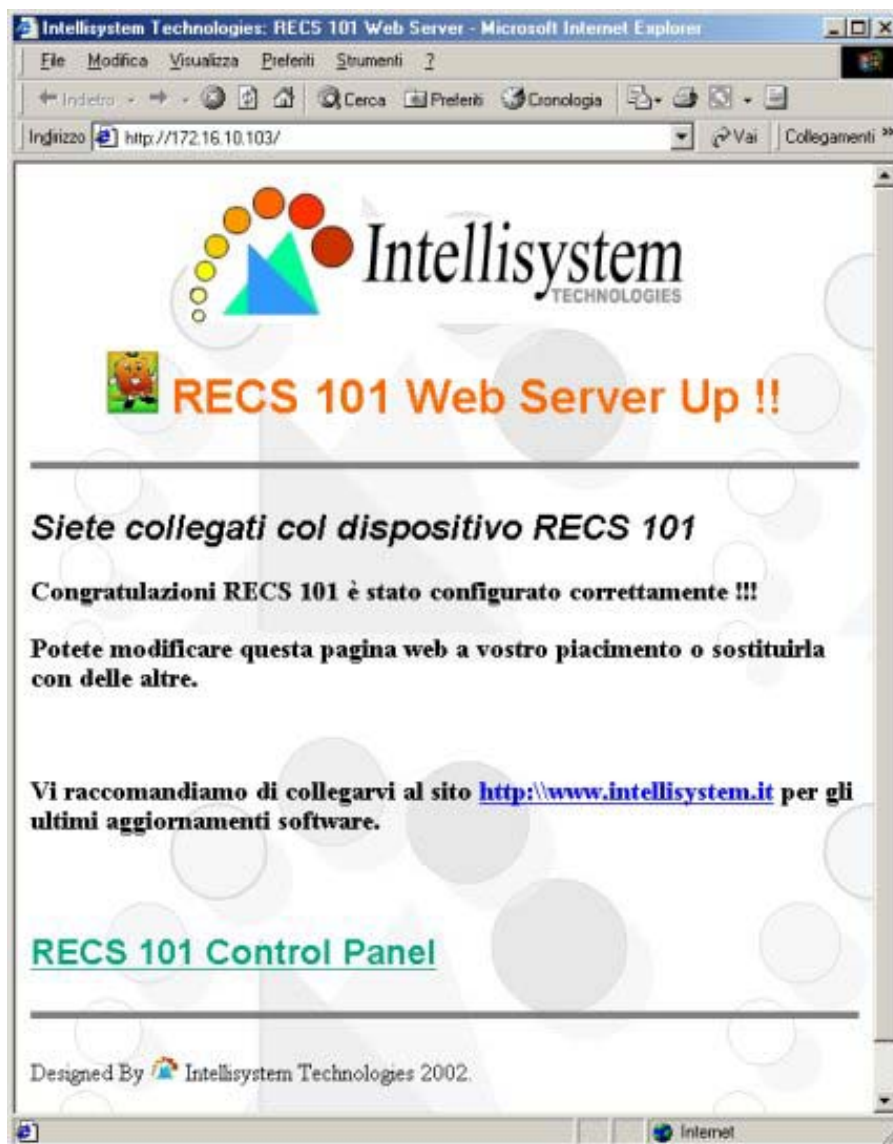 Intellisystem Technologies: RECS 101 Web Server - Microsoft Internet Explorer
File Modifica Visualizza Preferiti Strumenti ?
Indietro Cerca Preferiti Cronologia
Indirizzo http://172.16.10.103/ Vai Collegamenti »
Intellisystem
TECHNOLOGIES
RECS 101 Web Server Up !!
Siete collegati col dispositivo RECS 101
Congratulazioni RECS 101 è stato configurato correttamente !!!
Potete modificare questa pagina web a vostro piacimento o sostituirla
con delle altre.
Vi raccomandiamo di collegarvi al sito http:\\www.intellisystem.it per gli
ultimi aggiornamenti software.
RECS 101 Control Panel
Designed By Intellisystem Technologies 2002.
Internet